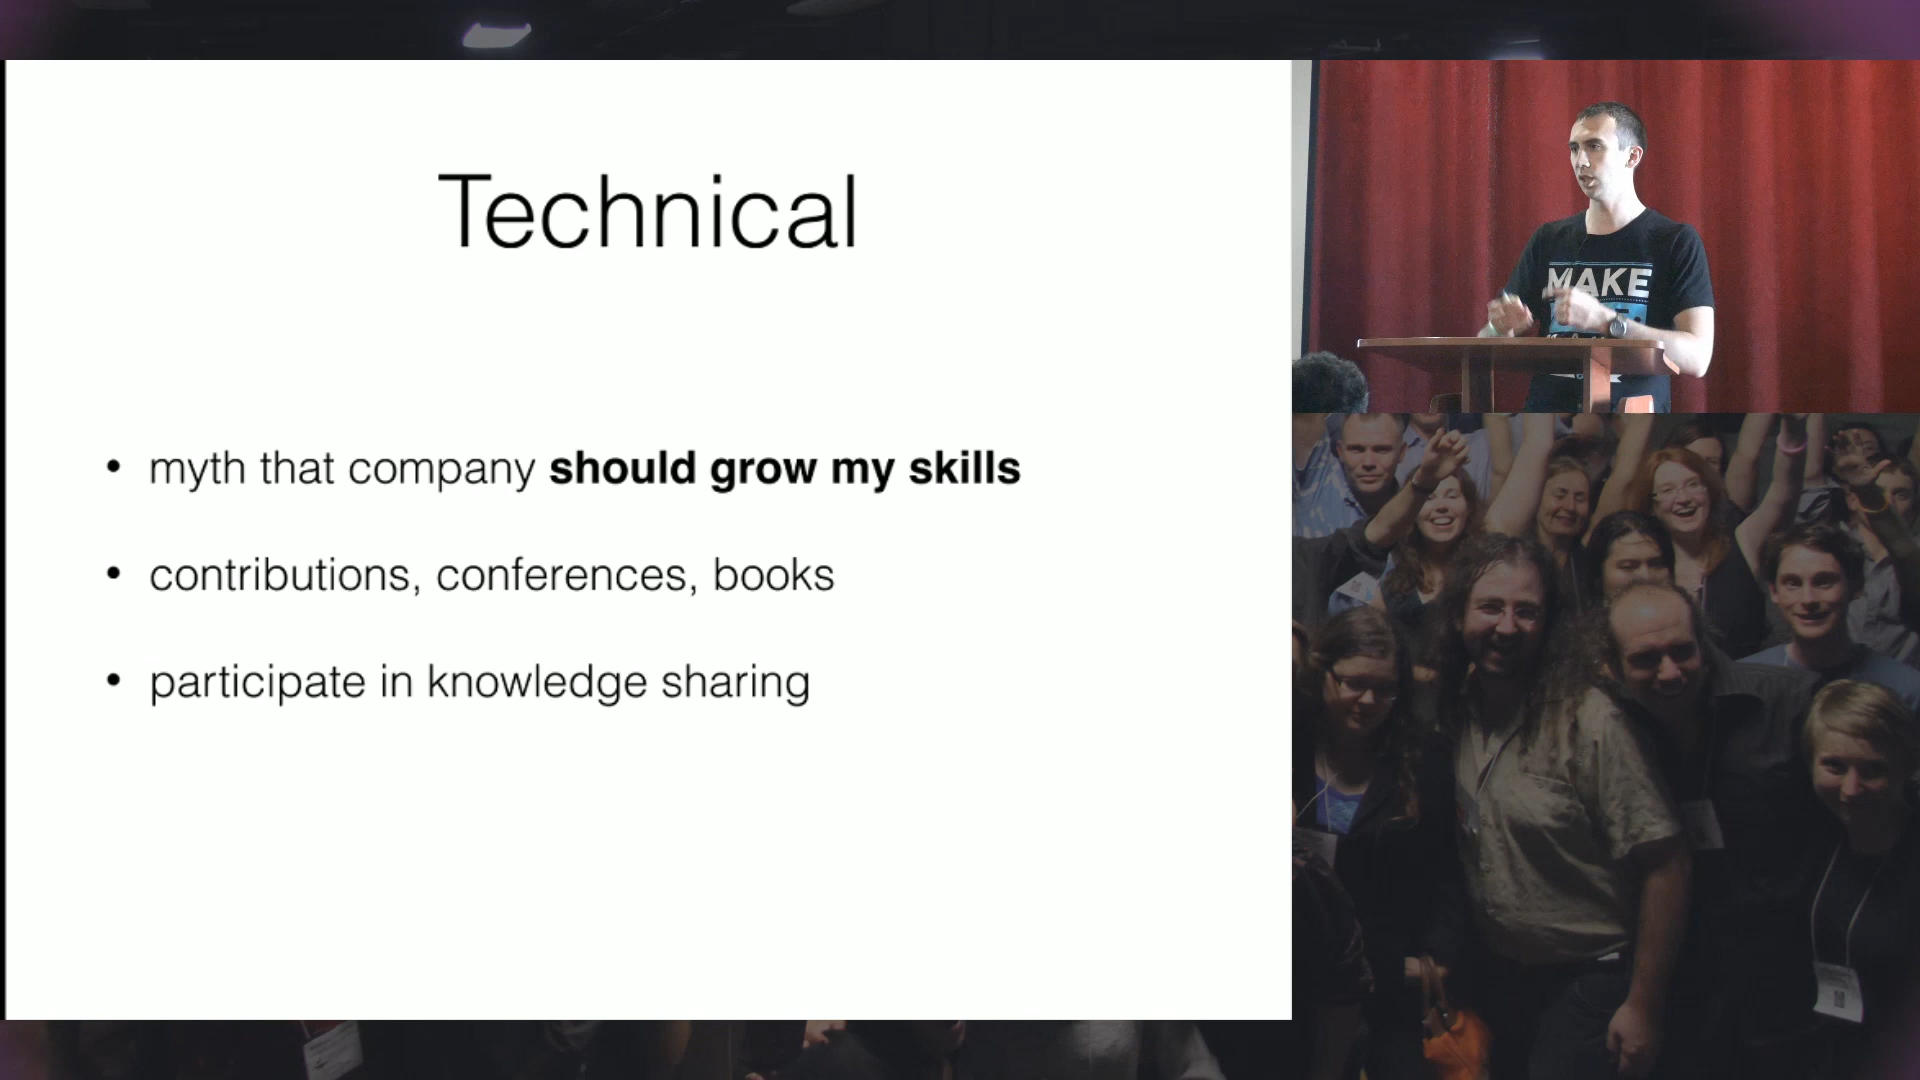 Technical
• myth that company should grow my skills
• contributions, conferences, books
• participate in knowledge sharing
MAKE